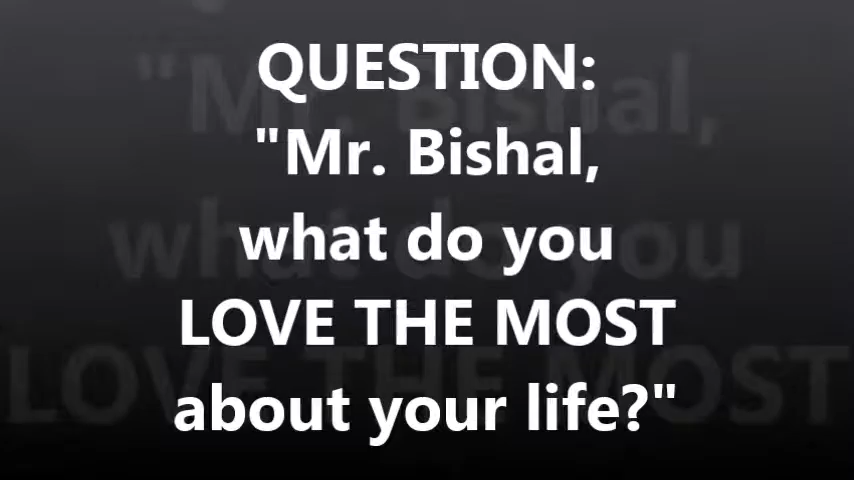 QUESTION:
"Mr. Bishal,
what do you
LOVE THE MOST
about your life?"